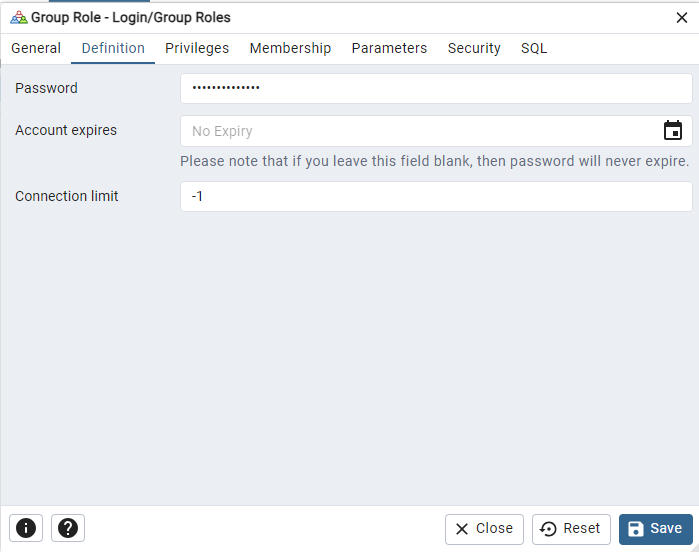 Group Role - Login/Group Roles
General Definition Privileges Membership Parameters Security SQL
Password ••••••••••••••
Account expires No Expiry
Please note that if you leave this field blank, then password will never expire.
Connection limit -1
Close Reset Save